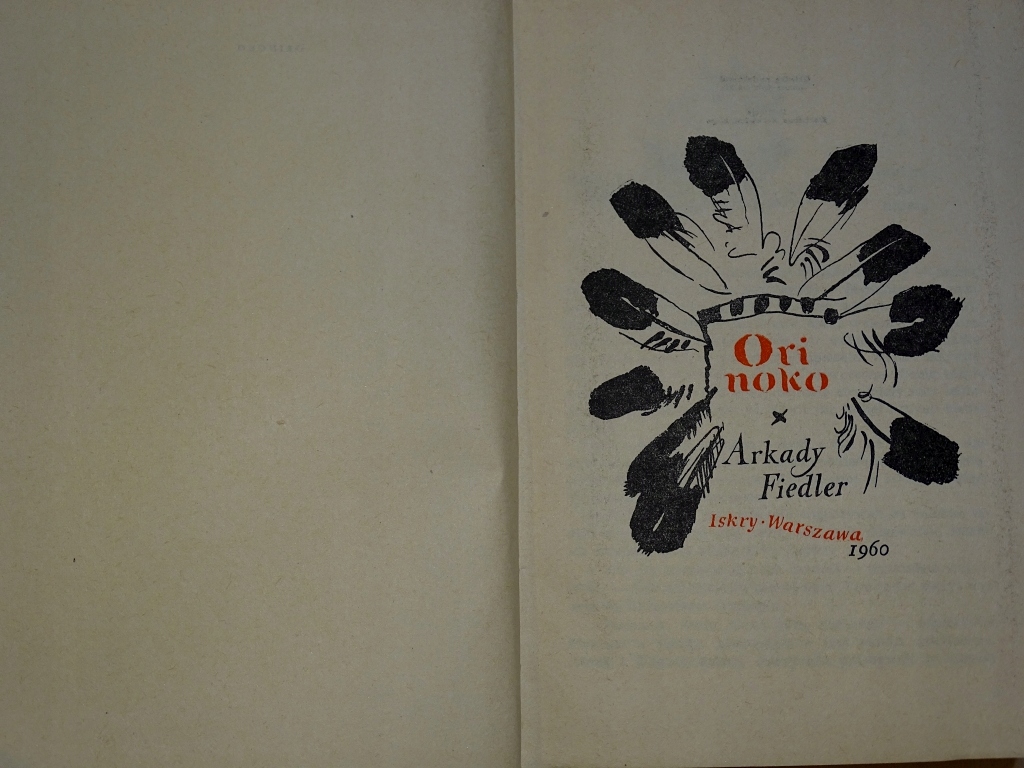 Ori
noko
Arkady
Fiedler
Iskry · Warszawa
1960